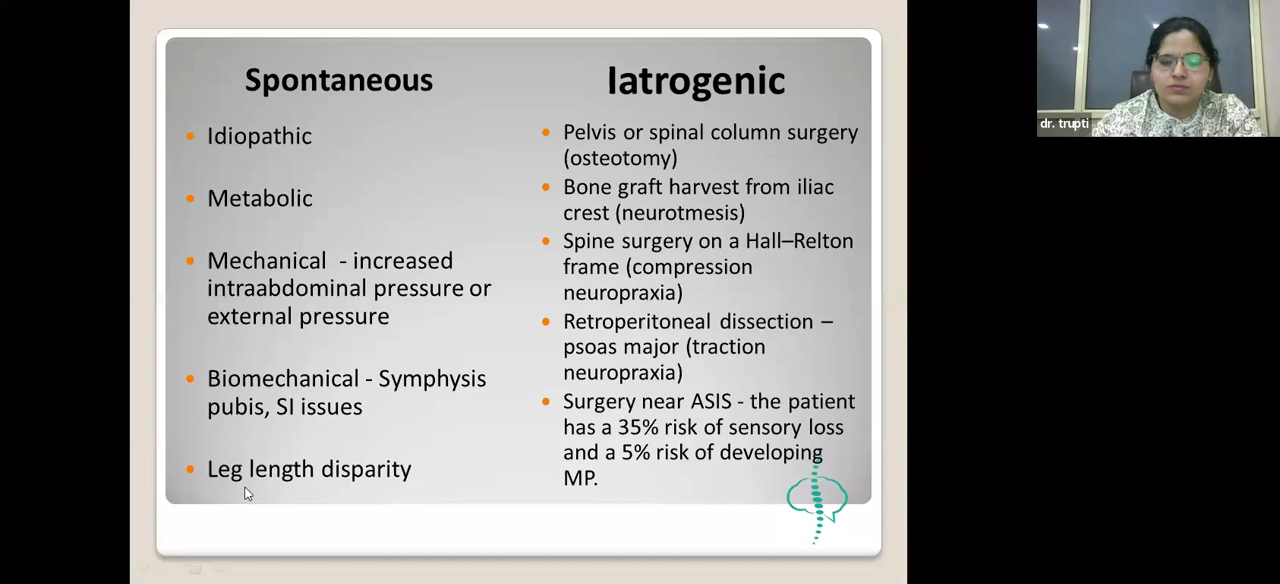 Spontaneous
• Idiopathic
• Metabolic
• Mechanical - increased
intraabdominal pressure or
external pressure
• Biomechanical - Symphysis
pubis, SI issues
• Leg length disparity
Iatrogenic
• Pelvis or spinal column surgery
(osteotomy)
• Bone graft harvest from iliac
crest (neurotmesis)
• Spine surgery on a Hall–Relton
frame (compression
neuropraxia)
• Retroperitoneal dissection –
psoas major (traction
neuropraxia)
• Surgery near ASIS - the patient
has a 35% risk of sensory loss
and a 5% risk of developing
MP.
dr. trupti